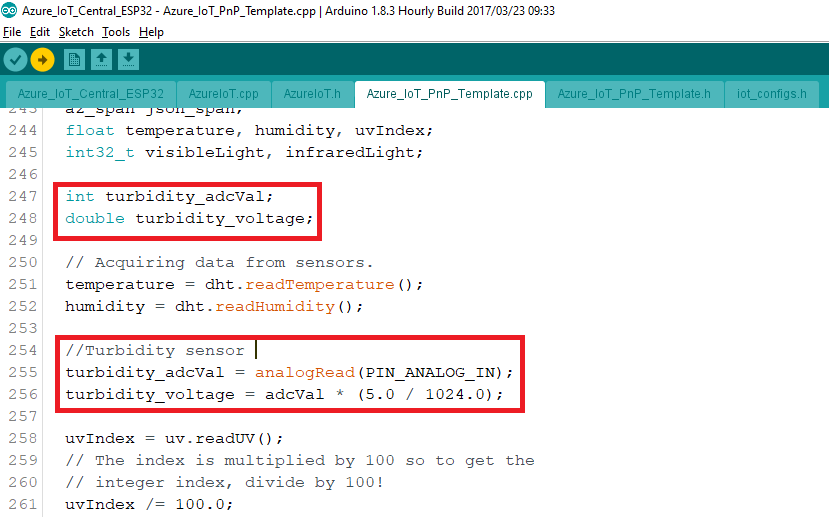 Azure_IoT_Central_ESP32 - Azure_IoT_PnP_Template.cpp | Arduino 1.8.3 Hourly Build 2017/03/23 09:33
File Edit Sketch Tools Help
Azure_IoT_Central_ESP32 AzureIoT.cpp AzureIoT.h Azure_IoT_PnP_Template.cpp Azure_IoT_PnP_Template.h iot_configs.h
243 az_span json_span;
244 float temperature, humidity, uvIndex;
245 int32_t visibleLight, infraredLight;
246
247 int turbidity_adcVal;
248 double turbidity_voltage;
249
250 // Acquiring data from sensors.
251 temperature = dht.readTemperature();
252 humidity = dht.readHumidity();
253
254 //Turbidity sensor
255 turbidity_adcVal = analogRead(PIN_ANALOG_IN);
256 turbidity_voltage = adcVal * (5.0 / 1024.0);
257
258 uvIndex = uv.readUV();
259 // The index is multiplied by 100 so to get the
260 // integer index, divide by 100!
261 uvIndex /= 100.0;